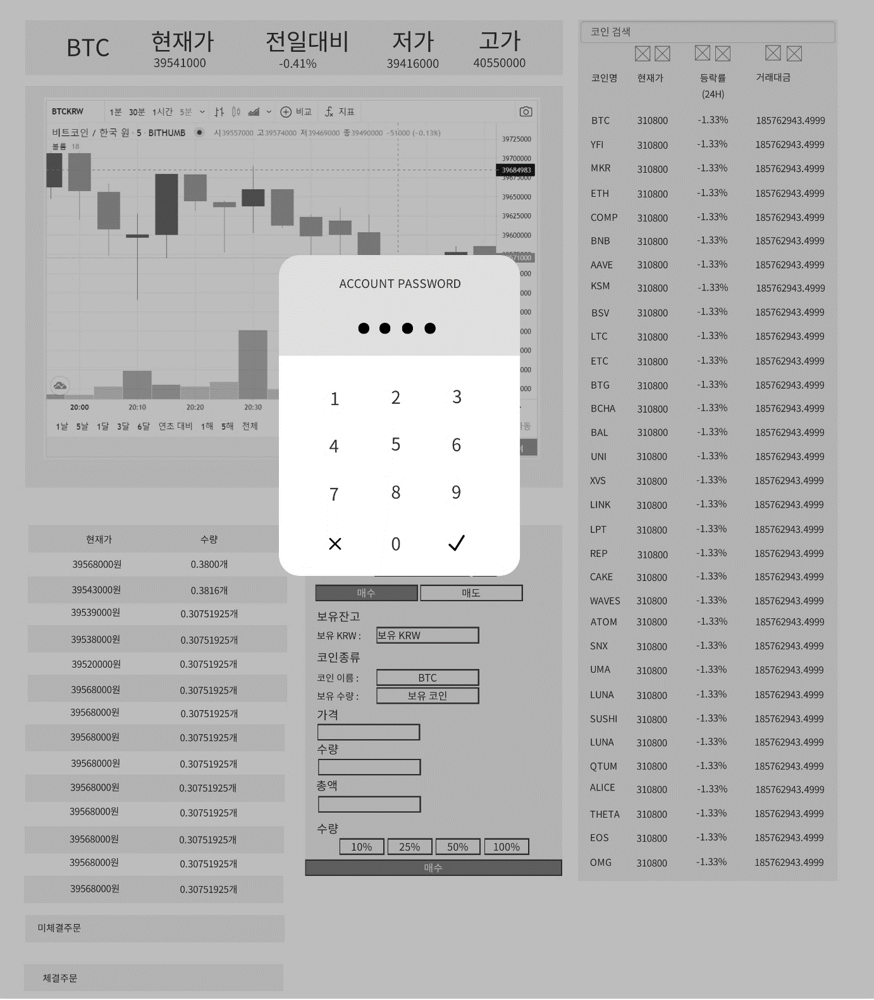 BTC 현재가 전일대비 저가 고가
39541000 -0.41% 39416000 40550000
BTCKRW 1분 30분 1시간 5분 비교 지표
비트코인 / 한국 원 · 5 · BITHUMB 시39557000 고39574000 저39469000 종39490000 −51000 (−0.13%)
볼륨 18
39725000
39700000
39684983
39675000
39650000
39625000
39600000
20:00 20:10 20:20 20:30
1날 5날 1달 3달 6달 연초 대비 1해 5해 전체
ACCOUNT PASSWORD
1 2 3
4 5 6
7 8 9
0
현재가 수량
39568000원 0.3800개
39543000원 0.3816개
39539000원 0.30751925개
39538000원 0.30751925개
39520000원 0.30751925개
39568000원 0.30751925개
39568000원 0.30751925개
39568000원 0.30751925개
39568000원 0.30751925개
39568000원 0.30751925개
39568000원 0.30751925개
39568000원 0.30751925개
39568000원 0.30751925개
39568000원 0.30751925개
미체결주문
체결주문
매수 매도
보유잔고
보유 KRW : 보유 KRW
코인종류
코인 이름 : BTC
보유 수량 : 보유 코인
가격
수량
총액
수량
10% 25% 50% 100%
매수
코인 검색
코인명 현재가 등락률 거래대금
(24H)
BTC 310800 -1.33% 185762943.4999
YFI 310800 -1.33% 185762943.4999
MKR 310800 -1.33% 185762943.4999
ETH 310800 -1.33% 185762943.4999
COMP 310800 -1.33% 185762943.4999
BNB 310800 -1.33% 185762943.4999
AAVE 310800 -1.33% 185762943.4999
KSM 310800 -1.33% 185762943.4999
BSV 310800 -1.33% 185762943.4999
LTC 310800 -1.33% 185762943.4999
ETC 310800 -1.33% 185762943.4999
BTG 310800 -1.33% 185762943.4999
BCHA 310800 -1.33% 185762943.4999
BAL 310800 -1.33% 185762943.4999
UNI 310800 -1.33% 185762943.4999
XVS 310800 -1.33% 185762943.4999
LINK 310800 -1.33% 185762943.4999
LPT 310800 -1.33% 185762943.4999
REP 310800 -1.33% 185762943.4999
CAKE 310800 -1.33% 185762943.4999
WAVES 310800 -1.33% 185762943.4999
ATOM 310800 -1.33% 185762943.4999
SNX 310800 -1.33% 185762943.4999
UMA 310800 -1.33% 185762943.4999
LUNA 310800 -1.33% 185762943.4999
SUSHI 310800 -1.33% 185762943.4999
LUNA 310800 -1.33% 185762943.4999
QTUM 310800 -1.33% 185762943.4999
ALICE 310800 -1.33% 185762943.4999
THETA 310800 -1.33% 185762943.4999
EOS 310800 -1.33% 185762943.4999
OMG 310800 -1.33% 185762943.4999